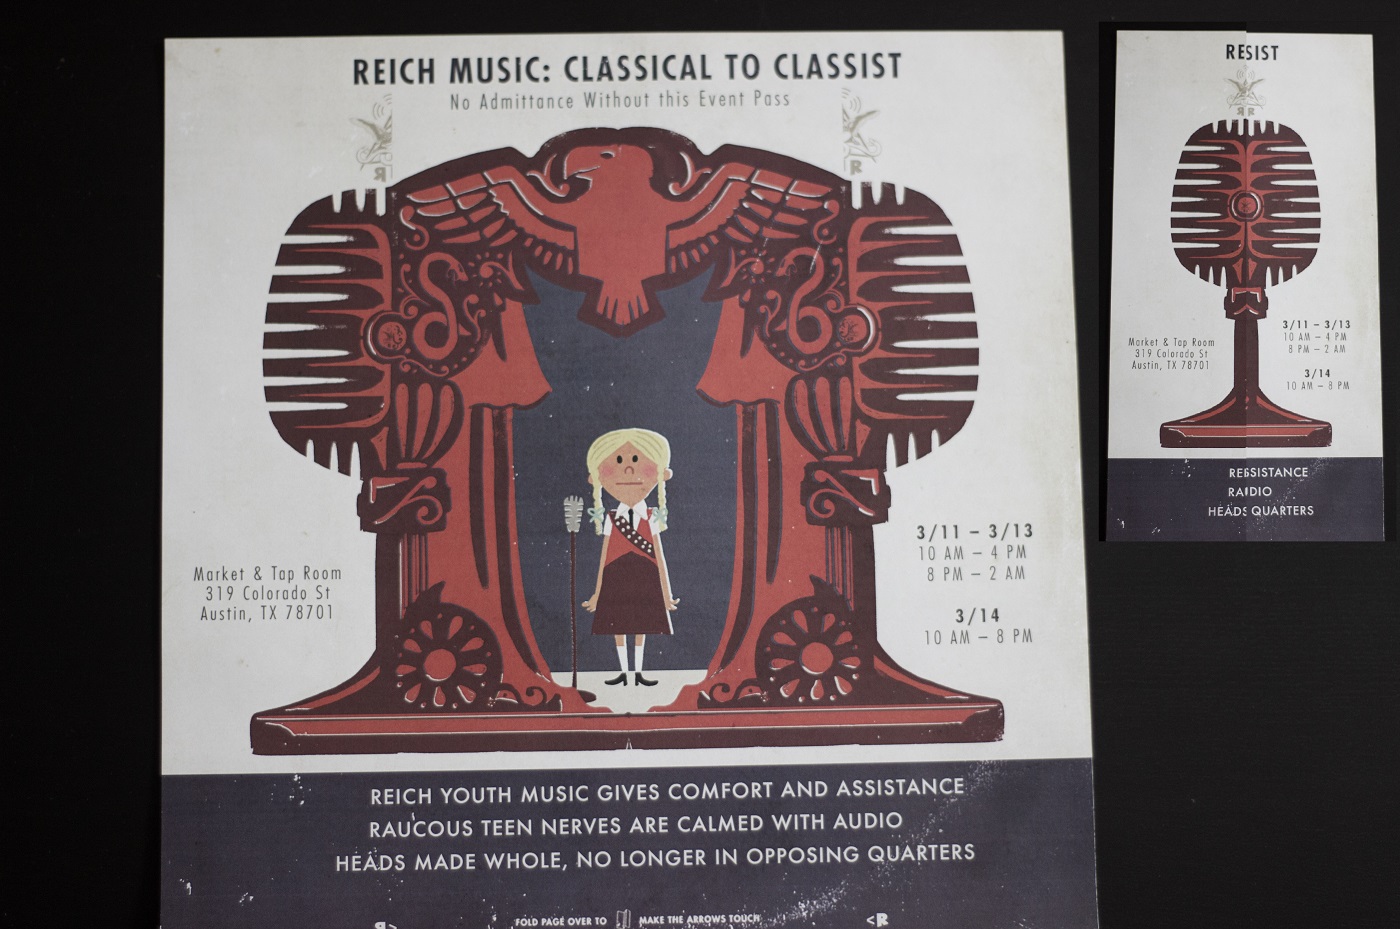 REICH MUSIC: CLASSICAL TO CLASSIST
No Admittance Without this Event Pass
Market & Tap Room
319 Colorado St
Austin, TX 78701
3/11 – 3/13
10 AM – 4 PM
8 PM – 2 AM
3/14
10 AM – 8 PM
REICH YOUTH MUSIC GIVES COMFORT AND ASSISTANCE
RAUCOUS TEEN NERVES ARE CALMED WITH AUDIO
HEADS MADE WHOLE, NO LONGER IN OPPOSING QUARTERS
FOLD PAGE OVER TO MAKE THE ARROWS TOUCH
<R
RESIST
Market & Tap Room
319 Colorado St
Austin, TX 78701
3/11 – 3/13
10 AM – 4 PM
8 PM – 2 AM
3/14
10 AM – 8 PM
RESISTANCE
RADIO
HEADS QUARTERS